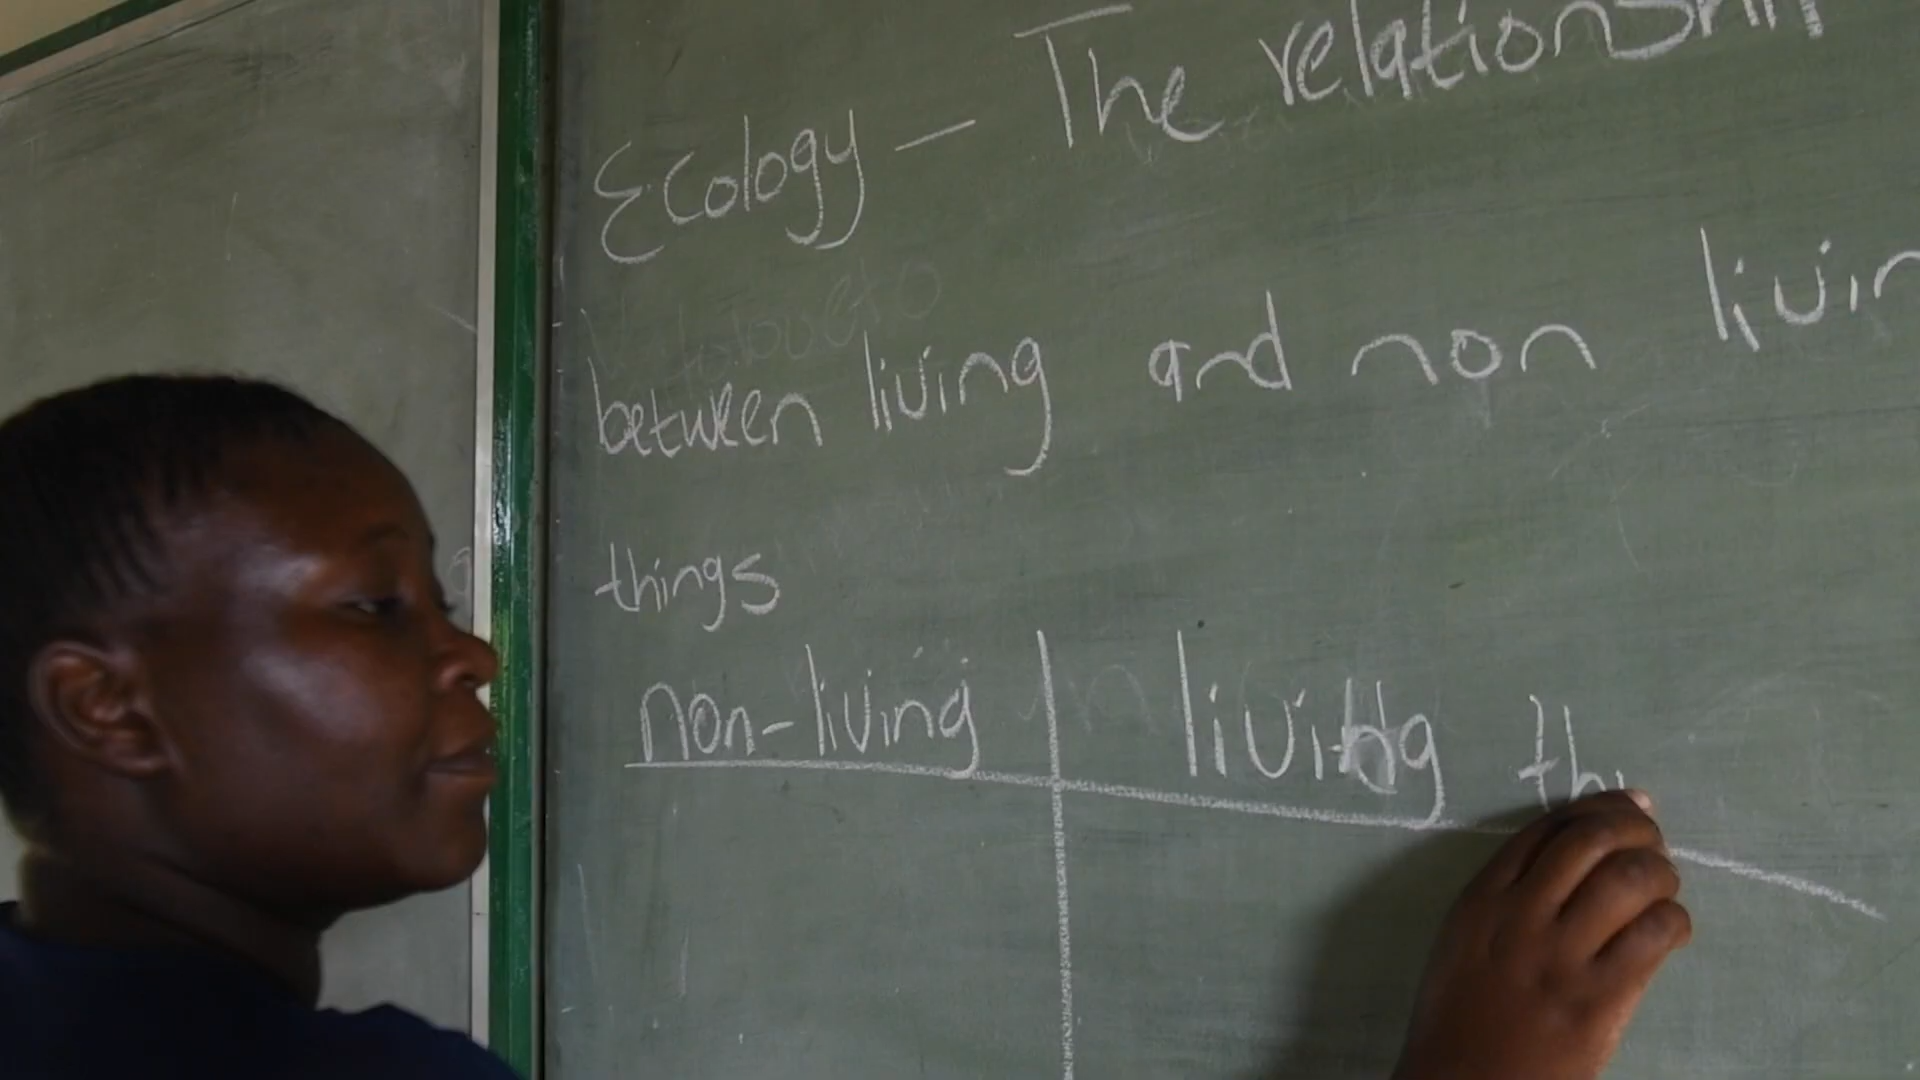 Ecology – The relationship
between living and non livin
things
non-living | living thi